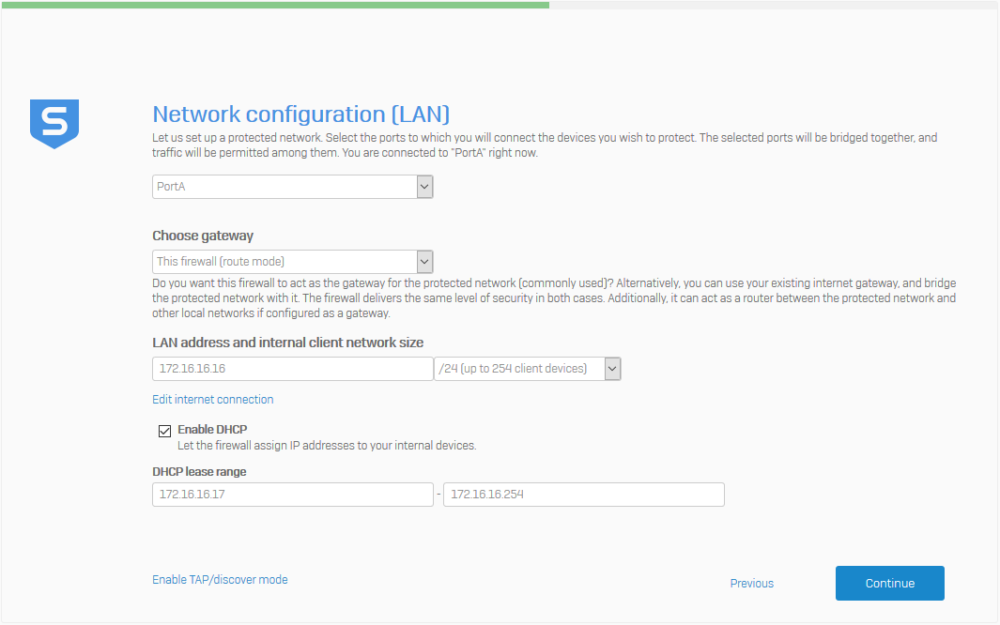 S
Network configuration (LAN)
Let us set up a protected network. Select the ports to which you will connect the devices you wish to protect. The selected ports will be bridged together, and
traffic will be permitted among them. You are connected to "PortA" right now.
PortA
Choose gateway
This firewall (route mode)
Do you want this firewall to act as the gateway for the protected network (commonly used)? Alternatively, you can use your existing internet gateway, and bridge
the protected network with it. The firewall delivers the same level of security in both cases. Additionally, it can act as a router between the protected network and
other local networks if configured as a gateway.
LAN address and internal client network size
172.16.16.16 /24 (up to 254 client devices)
Edit internet connection
Enable DHCP
Let the firewall assign IP addresses to your internal devices.
DHCP lease range
172.16.16.17 - 172.16.16.254
Enable TAP/discover mode Previous Continue